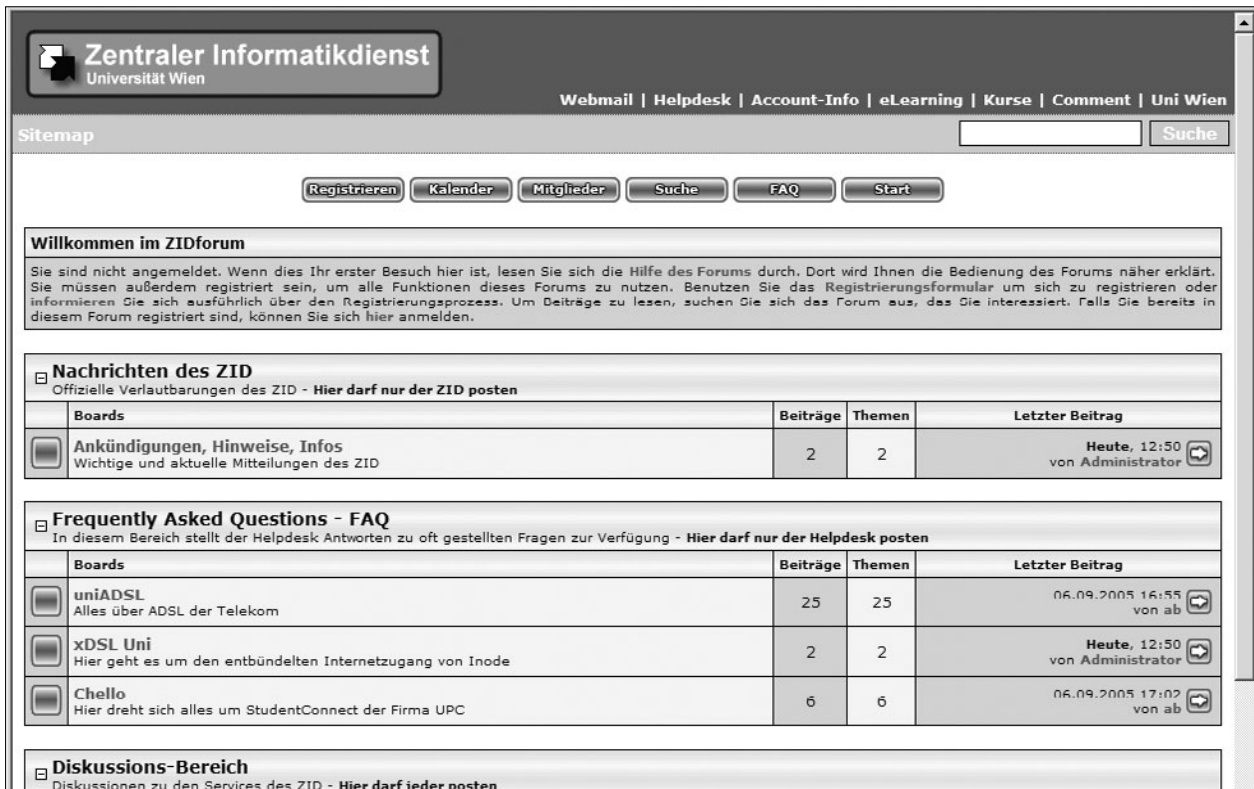 Zentraler Informatikdienst
Universität Wien
Webmail | Helpdesk | Account-Info | eLearning | Kurse | Comment | Uni Wien
Sitemap Suche
Registrieren Kalender Mitglieder Suche FAQ Start
Willkommen im ZIDforum
Sie sind nicht angemeldet. Wenn dies Ihr erster Besuch hier ist, lesen Sie sich die Hilfe des Forums durch. Dort wird Ihnen die Bedienung des Forums näher erklärt.
Sie müssen außerdem registriert sein, um alle Funktionen dieses Forums zu nutzen. Benutzen Sie das Registrierungsformular um sich zu registrieren oder
informieren Sie sich ausführlich über den Registrierungsprozess. Um Beiträge zu lesen, suchen Sie sich das Forum aus, das Sie interessiert. Falls Sie bereits in
diesem Forum registriert sind, können Sie sich hier anmelden.
Nachrichten des ZID
Offizielle Verlautbarungen des ZID - Hier darf nur der ZID posten
Boards Beiträge Themen Letzter Beitrag
Ankündigungen, Hinweise, Infos
Wichtige und aktuelle Mitteilungen des ZID
2 2
Heute, 12:50
von Administrator
Frequently Asked Questions - FAQ
In diesem Bereich stellt der Helpdesk Antworten zu oft gestellten Fragen zur Verfügung - Hier darf nur der Helpdesk posten
Boards Beiträge Themen Letzter Beitrag
uniADSL
Alles über ADSL der Telekom
25 25
06.09.2005 16:55
von ab
xDSL Uni
Hier geht es um den entbündelten Internetzugang von Inode
2 2
Heute, 12:50
von Administrator
Chello
Hier dreht sich alles um StudentConnect der Firma UPC
6 6
06.09.2005 17:02
von ab
Diskussions-Bereich
Diskussionen zu den Services des ZID - Hier darf jeder posten